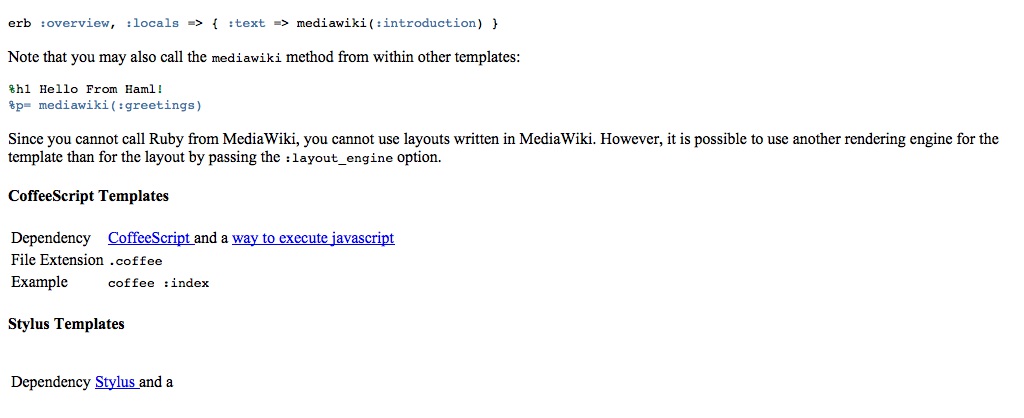 erb :overview, :locals => { :text => mediawiki(:introduction) }
Note that you may also call the mediawiki method from within other templates:
%h1 Hello From Haml!
%p= mediawiki(:greetings)
Since you cannot call Ruby from MediaWiki, you cannot use layouts written in MediaWiki. However, it is possible to use another rendering engine for the
template than for the layout by passing the :layout_engine option.
CoffeeScript Templates
Dependency CoffeeScript and a way to execute javascript
File Extension .coffee
Example coffee :index
Stylus Templates
Dependency Stylus and a